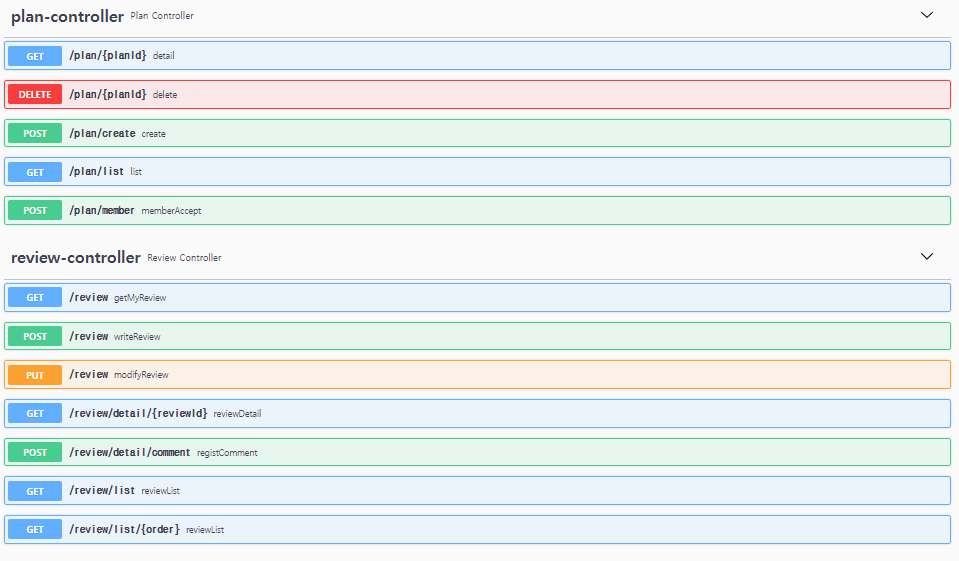 plan-controller Plan Controller
GET /plan/{planId} detail
DELETE /plan/{planId} delete
POST /plan/create create
GET /plan/list list
POST /plan/member memberAccept
review-controller Review Controller
GET /review getMyReview
POST /review writeReview
PUT /review modifyReview
GET /review/detail/{reviewId} reviewDetail
POST /review/detail/comment registComment
GET /review/list reviewList
GET /review/list/{order} reviewList